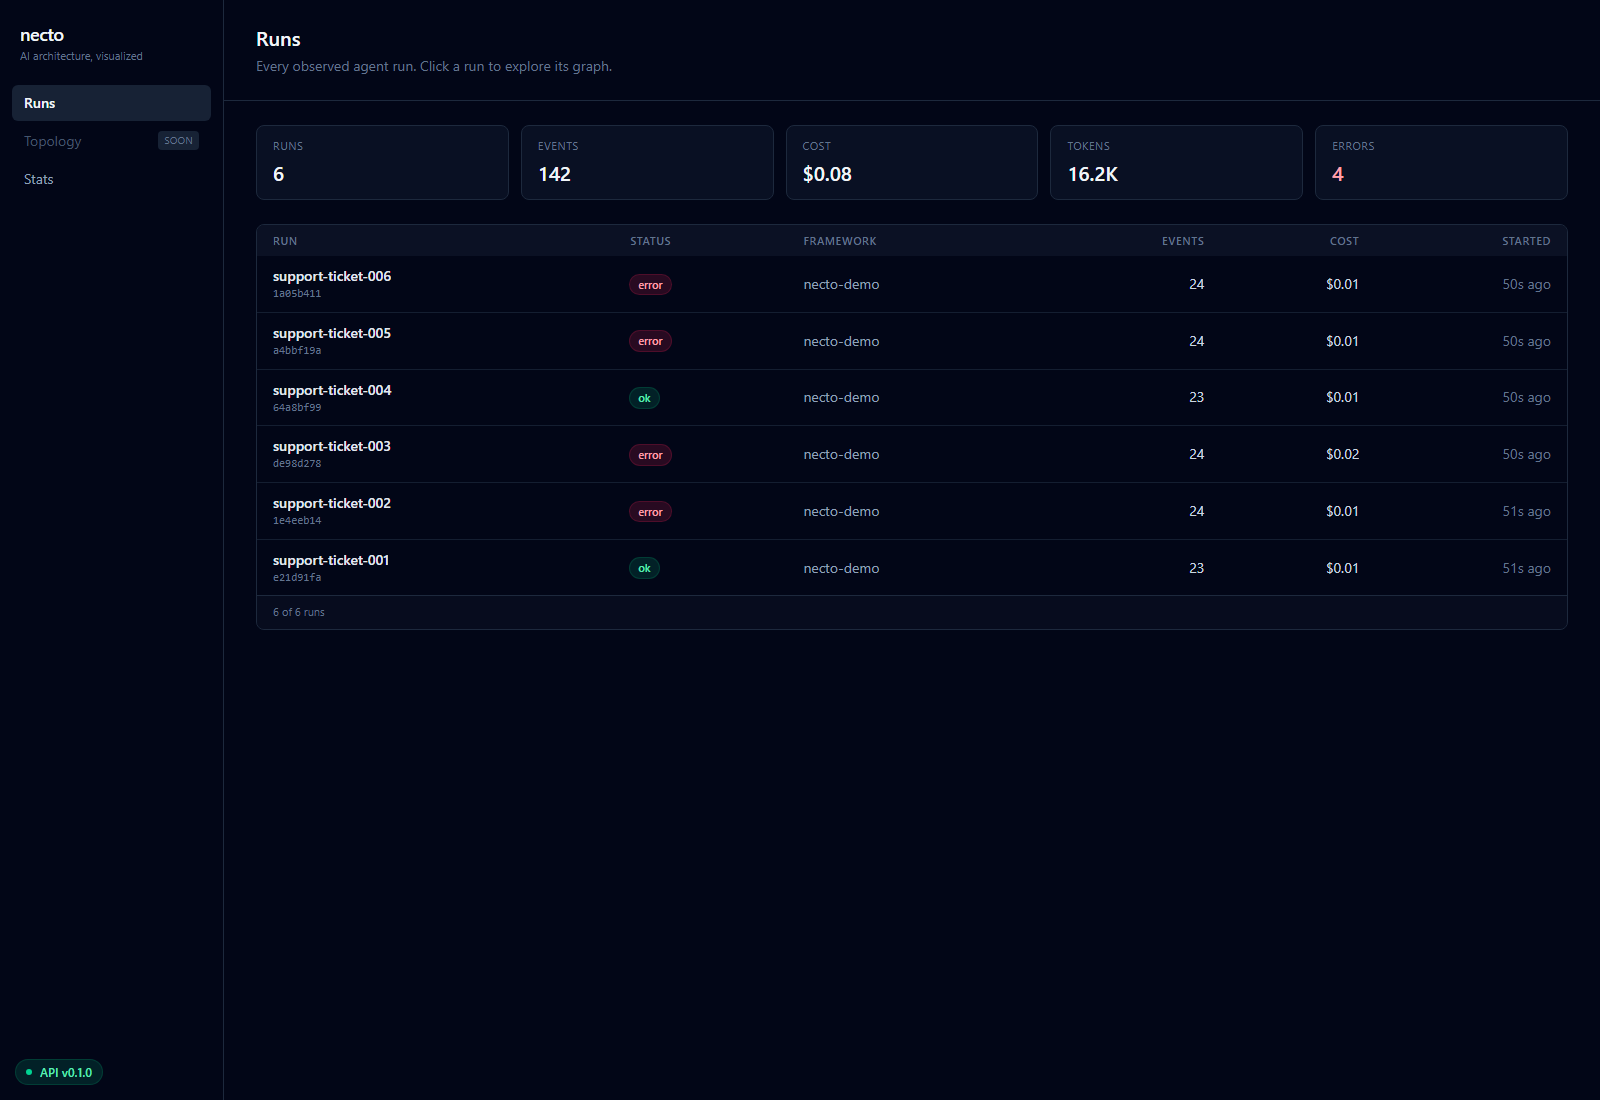 necto
AI architecture, visualized
Runs
Topology SOON
Stats
API v0.1.0
Runs
Every observed agent run. Click a run to explore its graph.
RUNS EVENTS COST TOKENS ERRORS
6 142 $0.08 16.2K 4
RUN STATUS FRAMEWORK EVENTS COST STARTED
support-ticket-006 error necto-demo 24 $0.01 50s ago
1a05b411
support-ticket-005 error necto-demo 24 $0.01 50s ago
a4bbf19a
support-ticket-004 ok necto-demo 23 $0.01 50s ago
64a8bf99
support-ticket-003 error necto-demo 24 $0.02 50s ago
de98d278
support-ticket-002 error necto-demo 24 $0.01 51s ago
1e4eeb14
support-ticket-001 ok necto-demo 23 $0.01 51s ago
e21d91fa
6 of 6 runs